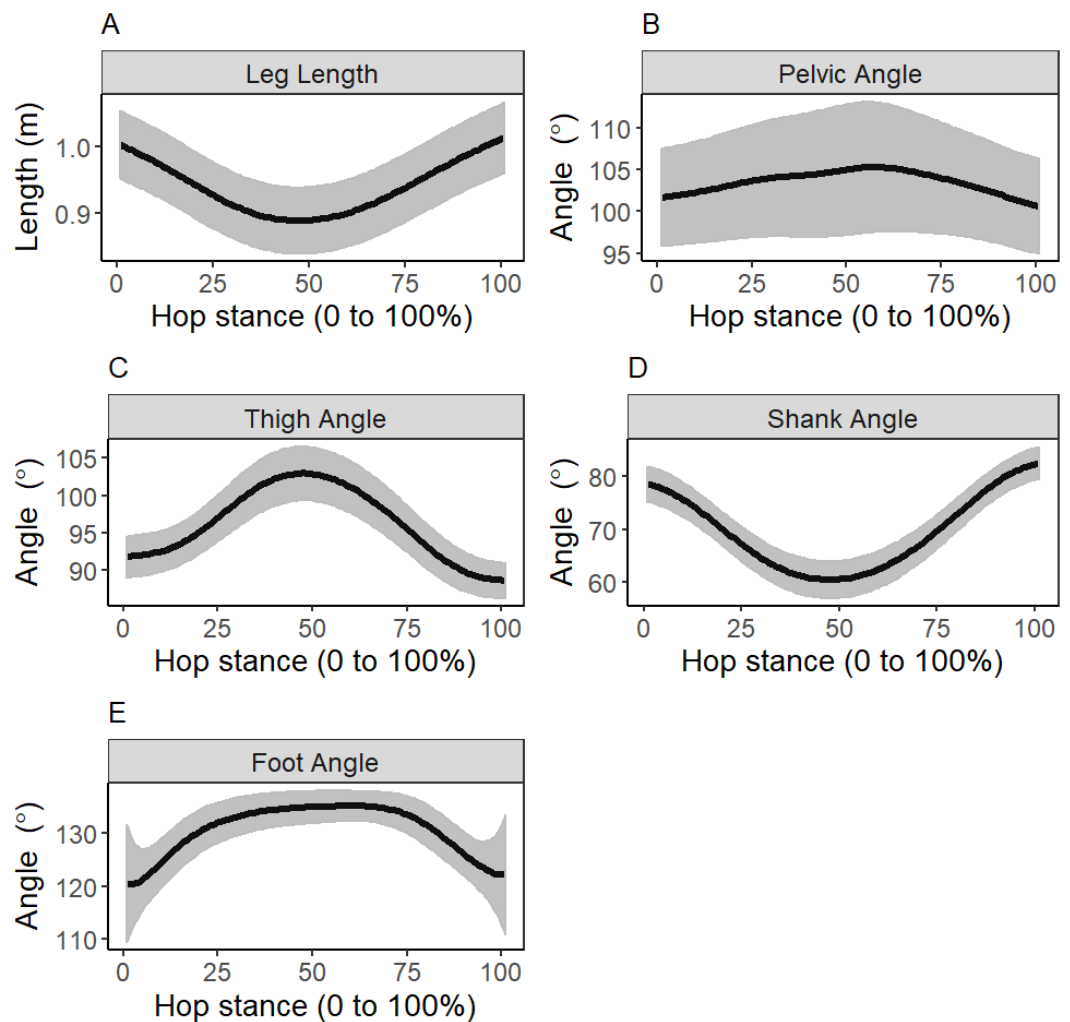 A
Leg Length
Length (m)
1.0
0.9
0 25 50 75 100
Hop stance (0 to 100%)
B
Pelvic Angle
Angle (°)
110
105
100
95
0 25 50 75 100
Hop stance (0 to 100%)
C
Thigh Angle
Angle (°)
105
100
95
90
0 25 50 75 100
Hop stance (0 to 100%)
D
Shank Angle
Angle (°)
80
70
60
0 25 50 75 100
Hop stance (0 to 100%)
E
Foot Angle
Angle (°)
130
120
110
0 25 50 75 100
Hop stance (0 to 100%)